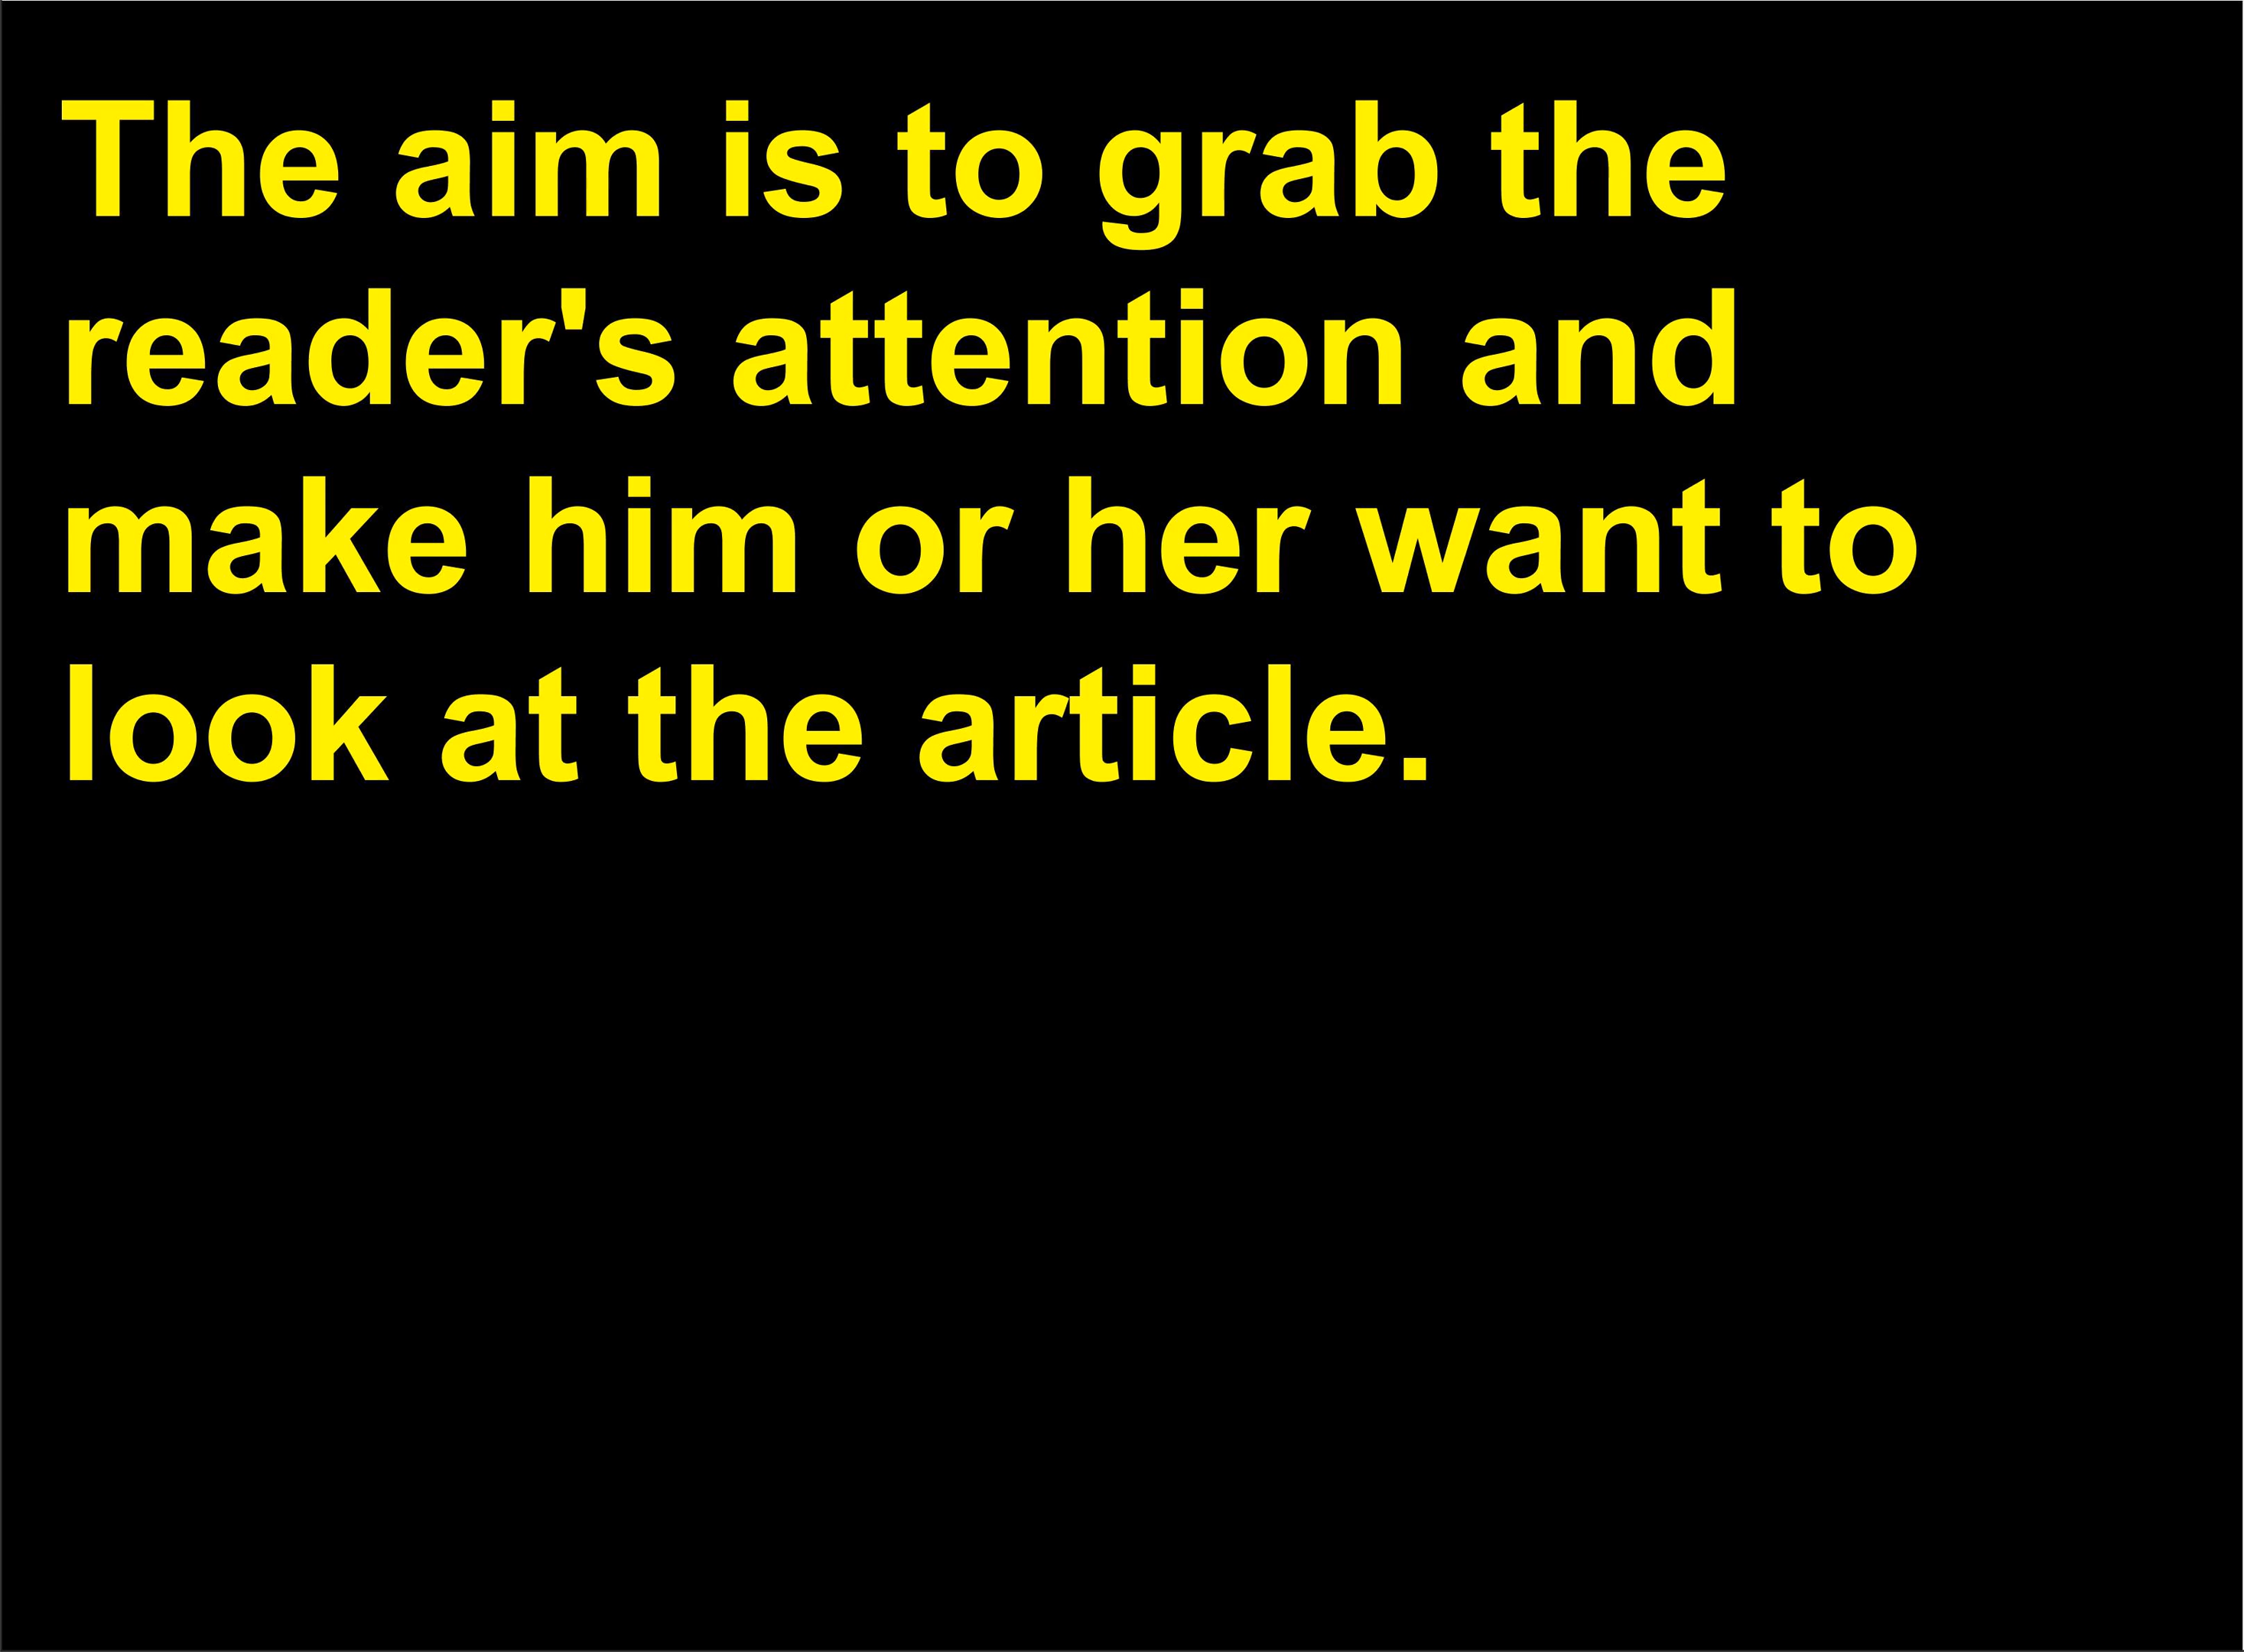 The aim is to grab the
reader's attention and
make him or her want to
look at the article.